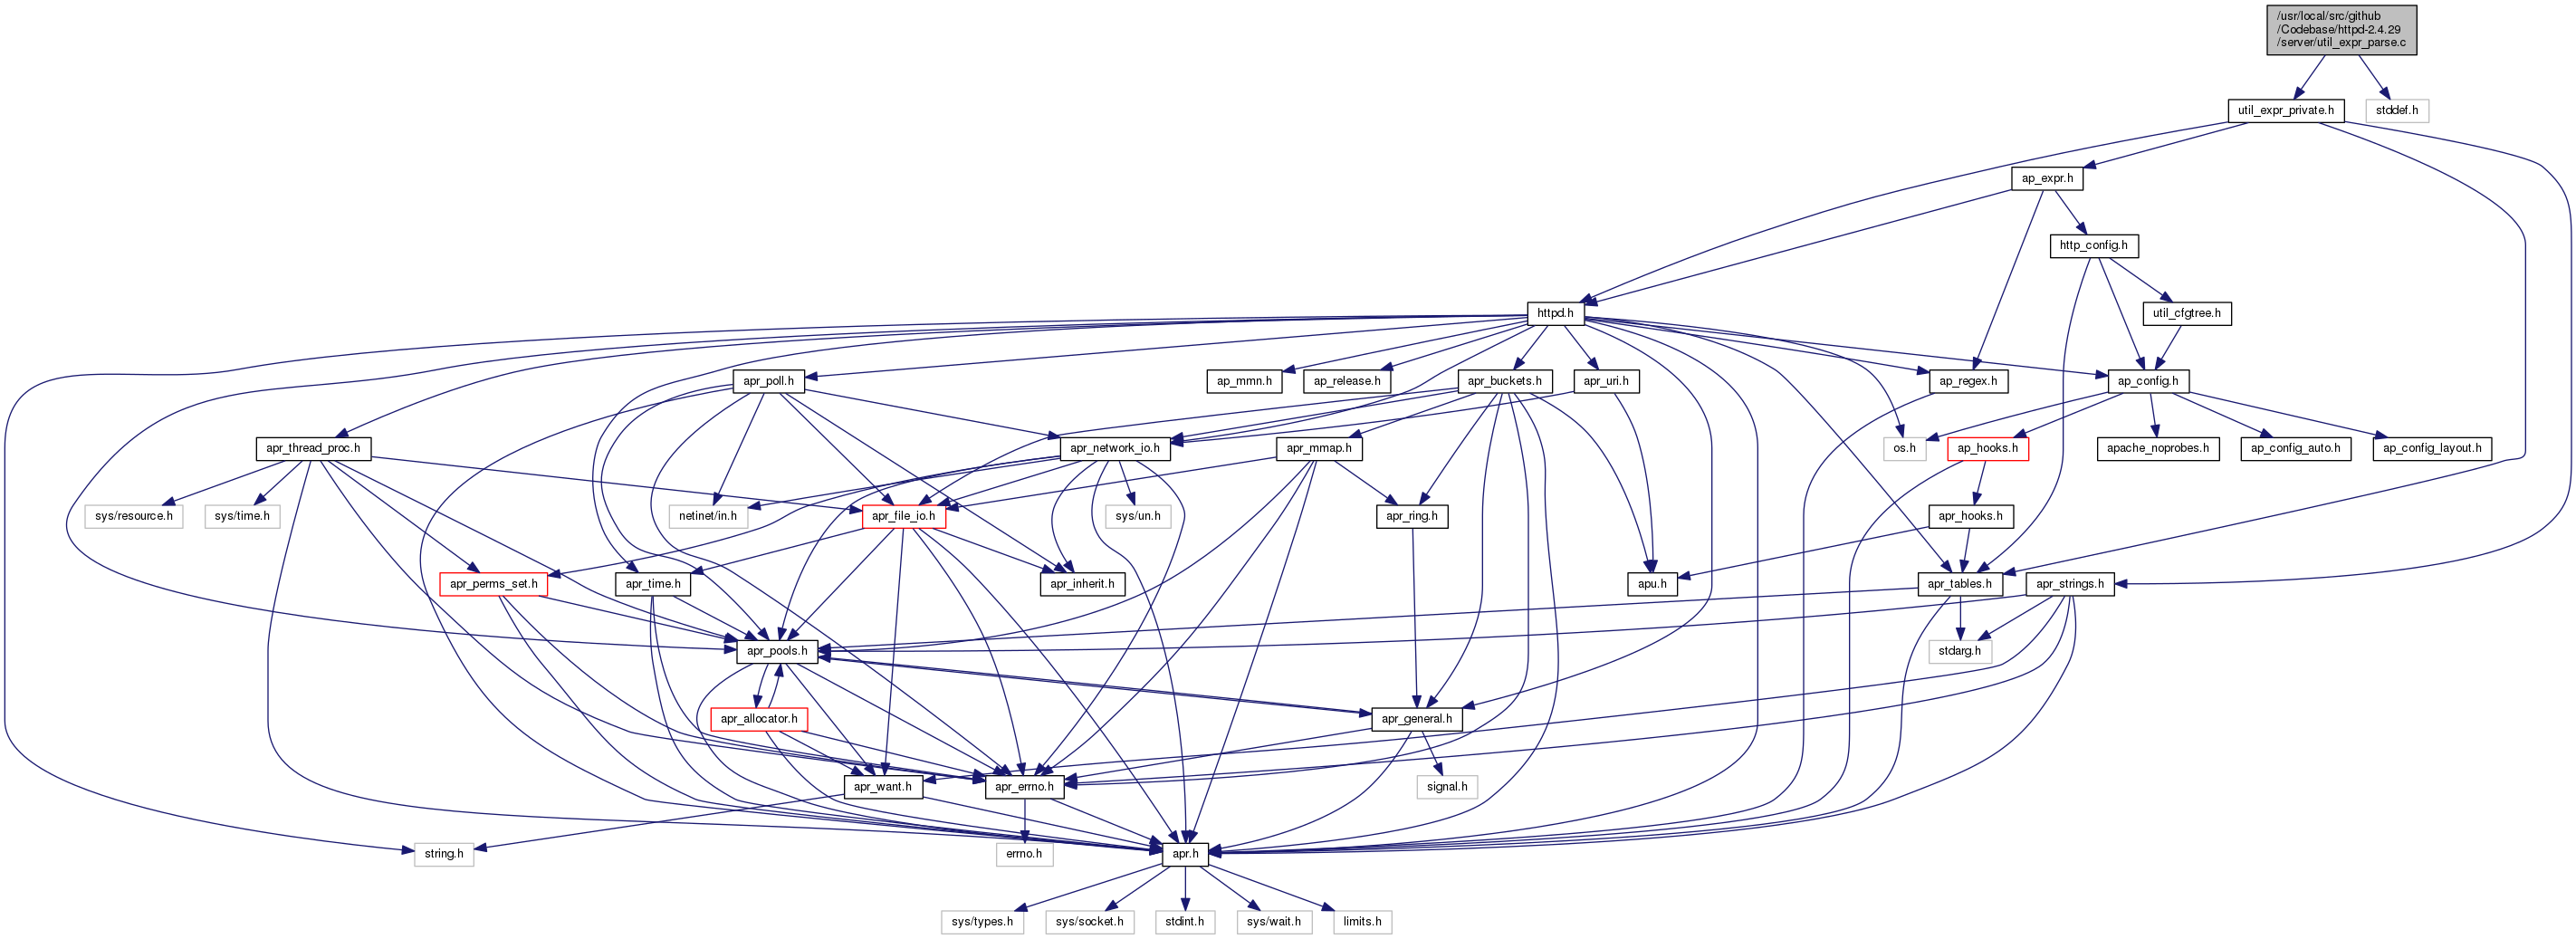 /usr/local/src/github
/Codebase/httpd-2.4.29
/server/util_expr_parse.c
util_expr_private.h
stddef.h
ap_expr.h
http_config.h
httpd.h
util_cfgtree.h
apr_poll.h
ap_mmn.h
ap_release.h
apr_buckets.h
apr_uri.h
ap_regex.h
ap_config.h
apr_thread_proc.h
apr_network_io.h
apr_mmap.h
os.h
ap_hooks.h
apache_noprobes.h
ap_config_auto.h
ap_config_layout.h
sys/resource.h
sys/time.h
netinet/in.h
apr_file_io.h
sys/un.h
apr_ring.h
apr_hooks.h
apr_perms_set.h
apr_time.h
apr_inherit.h
apu.h
apr_tables.h
apr_strings.h
apr_pools.h
stdarg.h
apr_allocator.h
apr_general.h
apr_want.h
apr_errno.h
signal.h
string.h
errno.h
apr.h
sys/types.h
sys/socket.h
stdint.h
sys/wait.h
limits.h